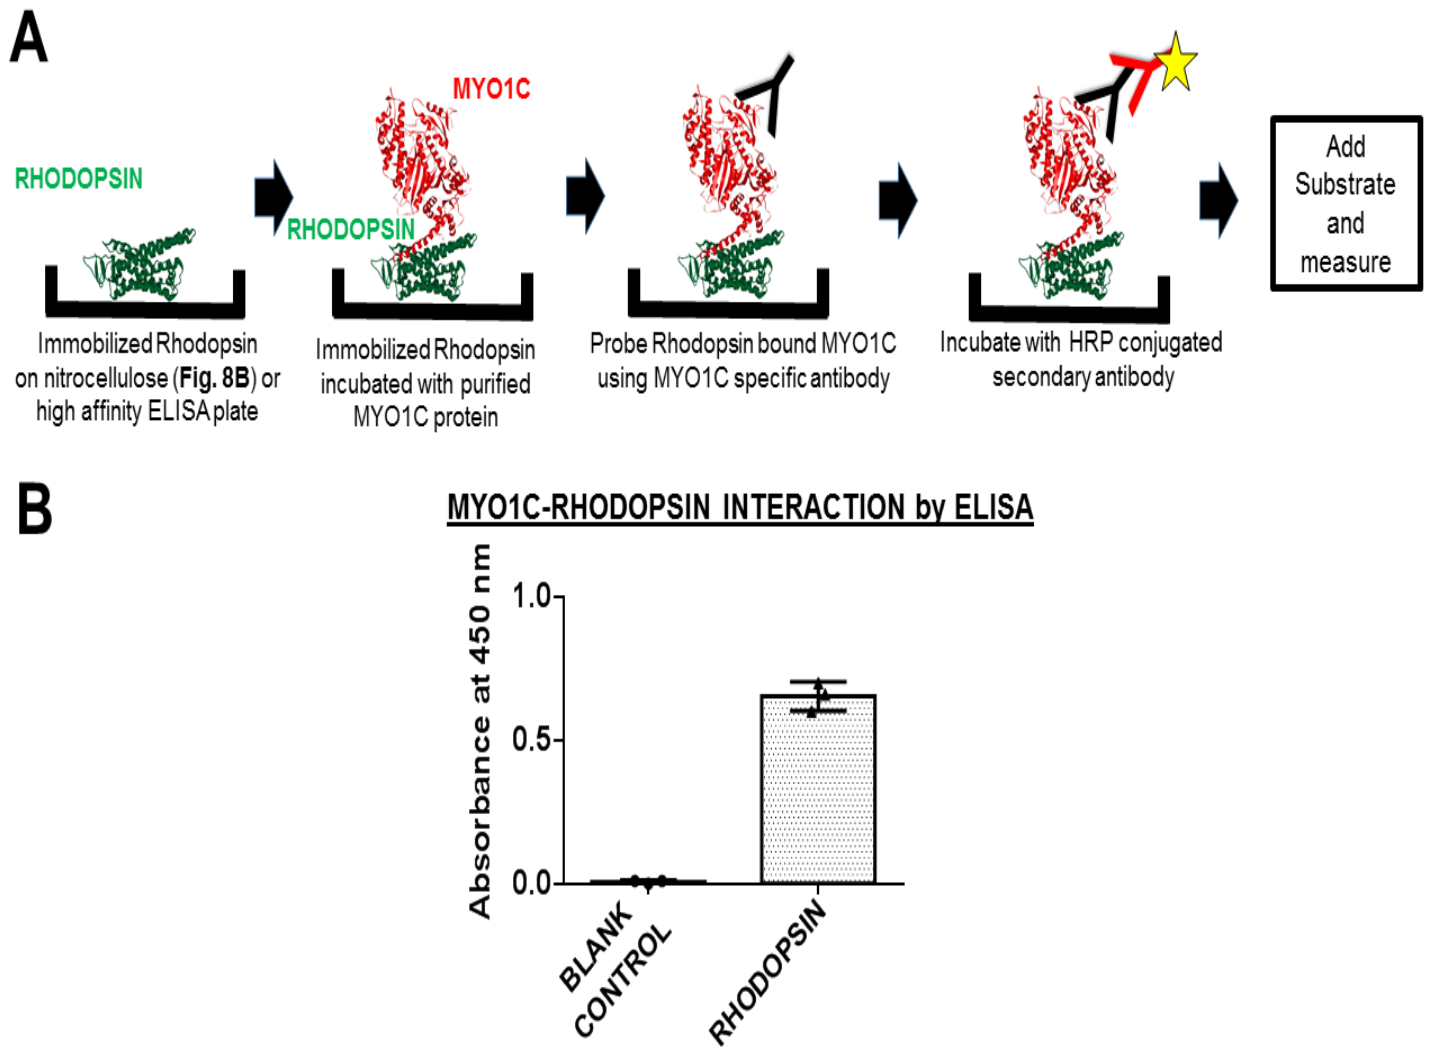 A
RHODOPSIN
MYO1C
RHODOPSIN
Immobilized Rhodopsin
on nitrocellulose (Fig. 8B) or
high affinity ELISA plate
Immobilized Rhodopsin
incubated with purified
MYO1C protein
Probe Rhodopsin bound MYO1C
using MYO1C specific antibody
Incubate with HRP conjugated
secondary antibody
Add
Substrate
and
measure
B
MYO1C-RHODOPSIN INTERACTION by ELISA
Absorbance at 450 nm
1.0
0.5
0.0
BLANK
CONTROL
RHODOPSIN